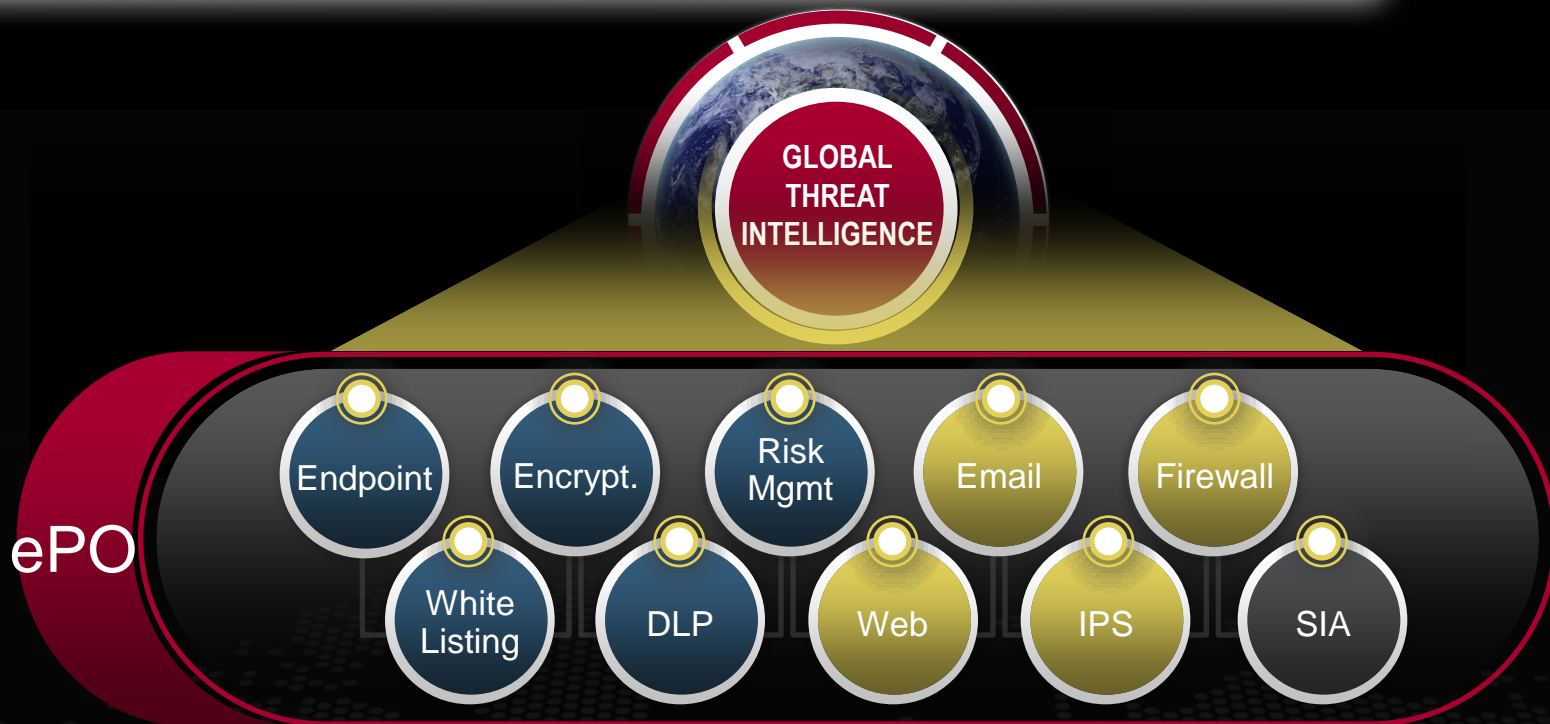 GLOBAL
THREAT
INTELLIGENCE
ePO
Endpoint
Encrypt.
Risk
Mgmt
Email
Firewall
White
Listing
DLP
Web
IPS
SIA